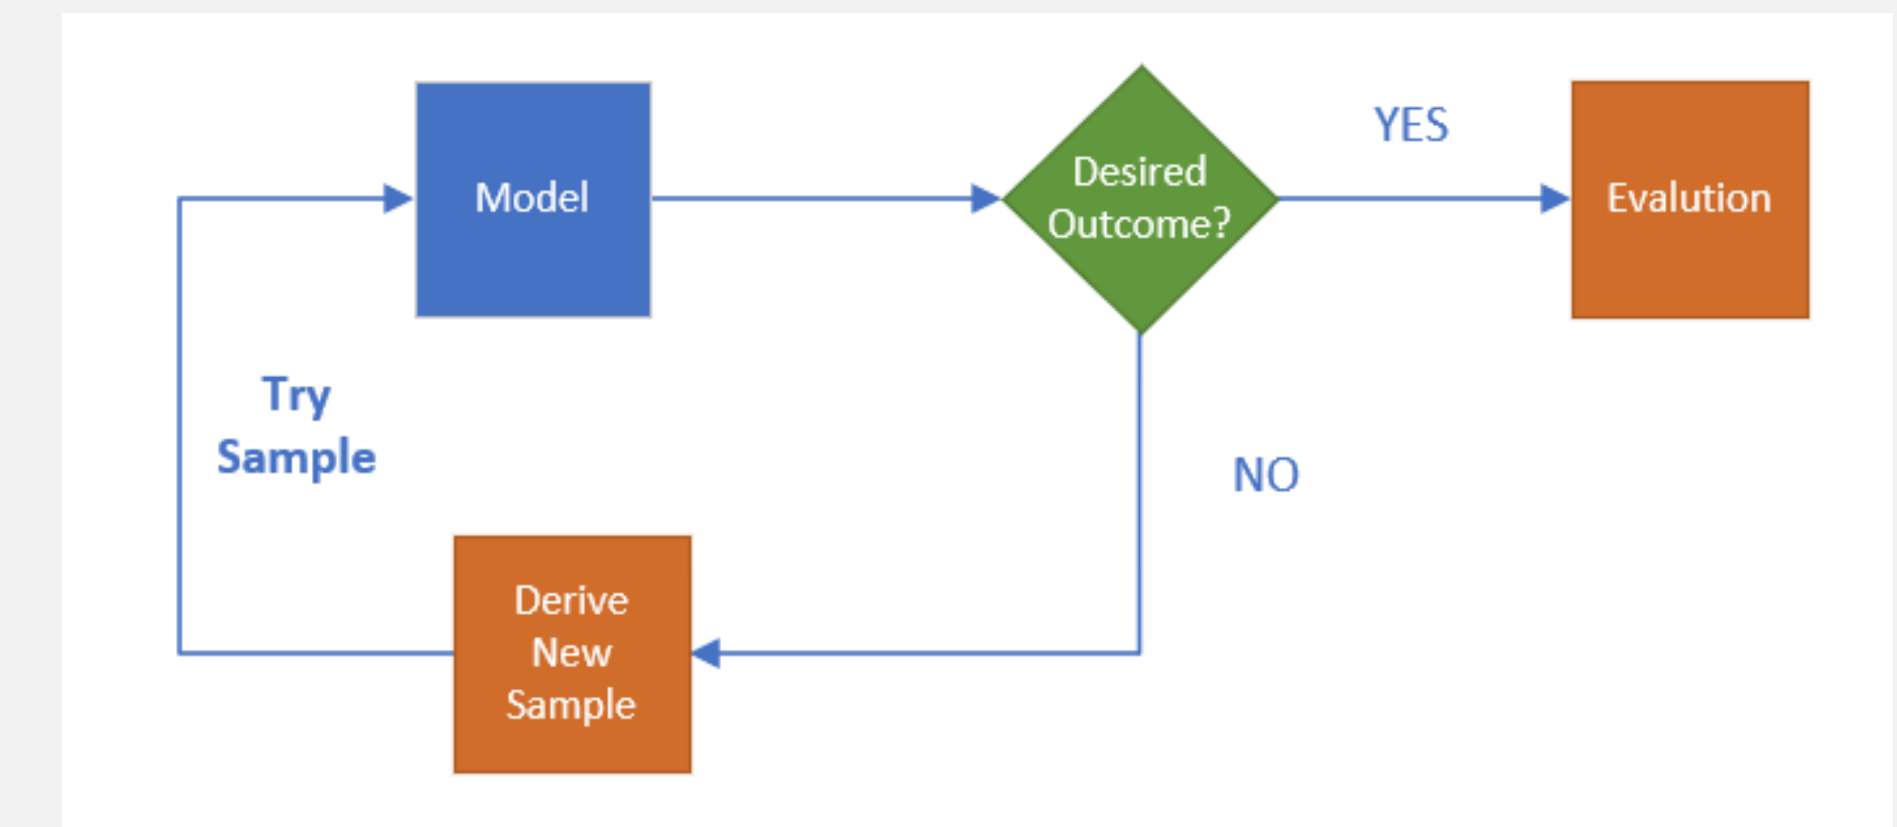 Model
Desired
Outcome?
YES
Evalution
Try
Sample
NO
Derive
New
Sample